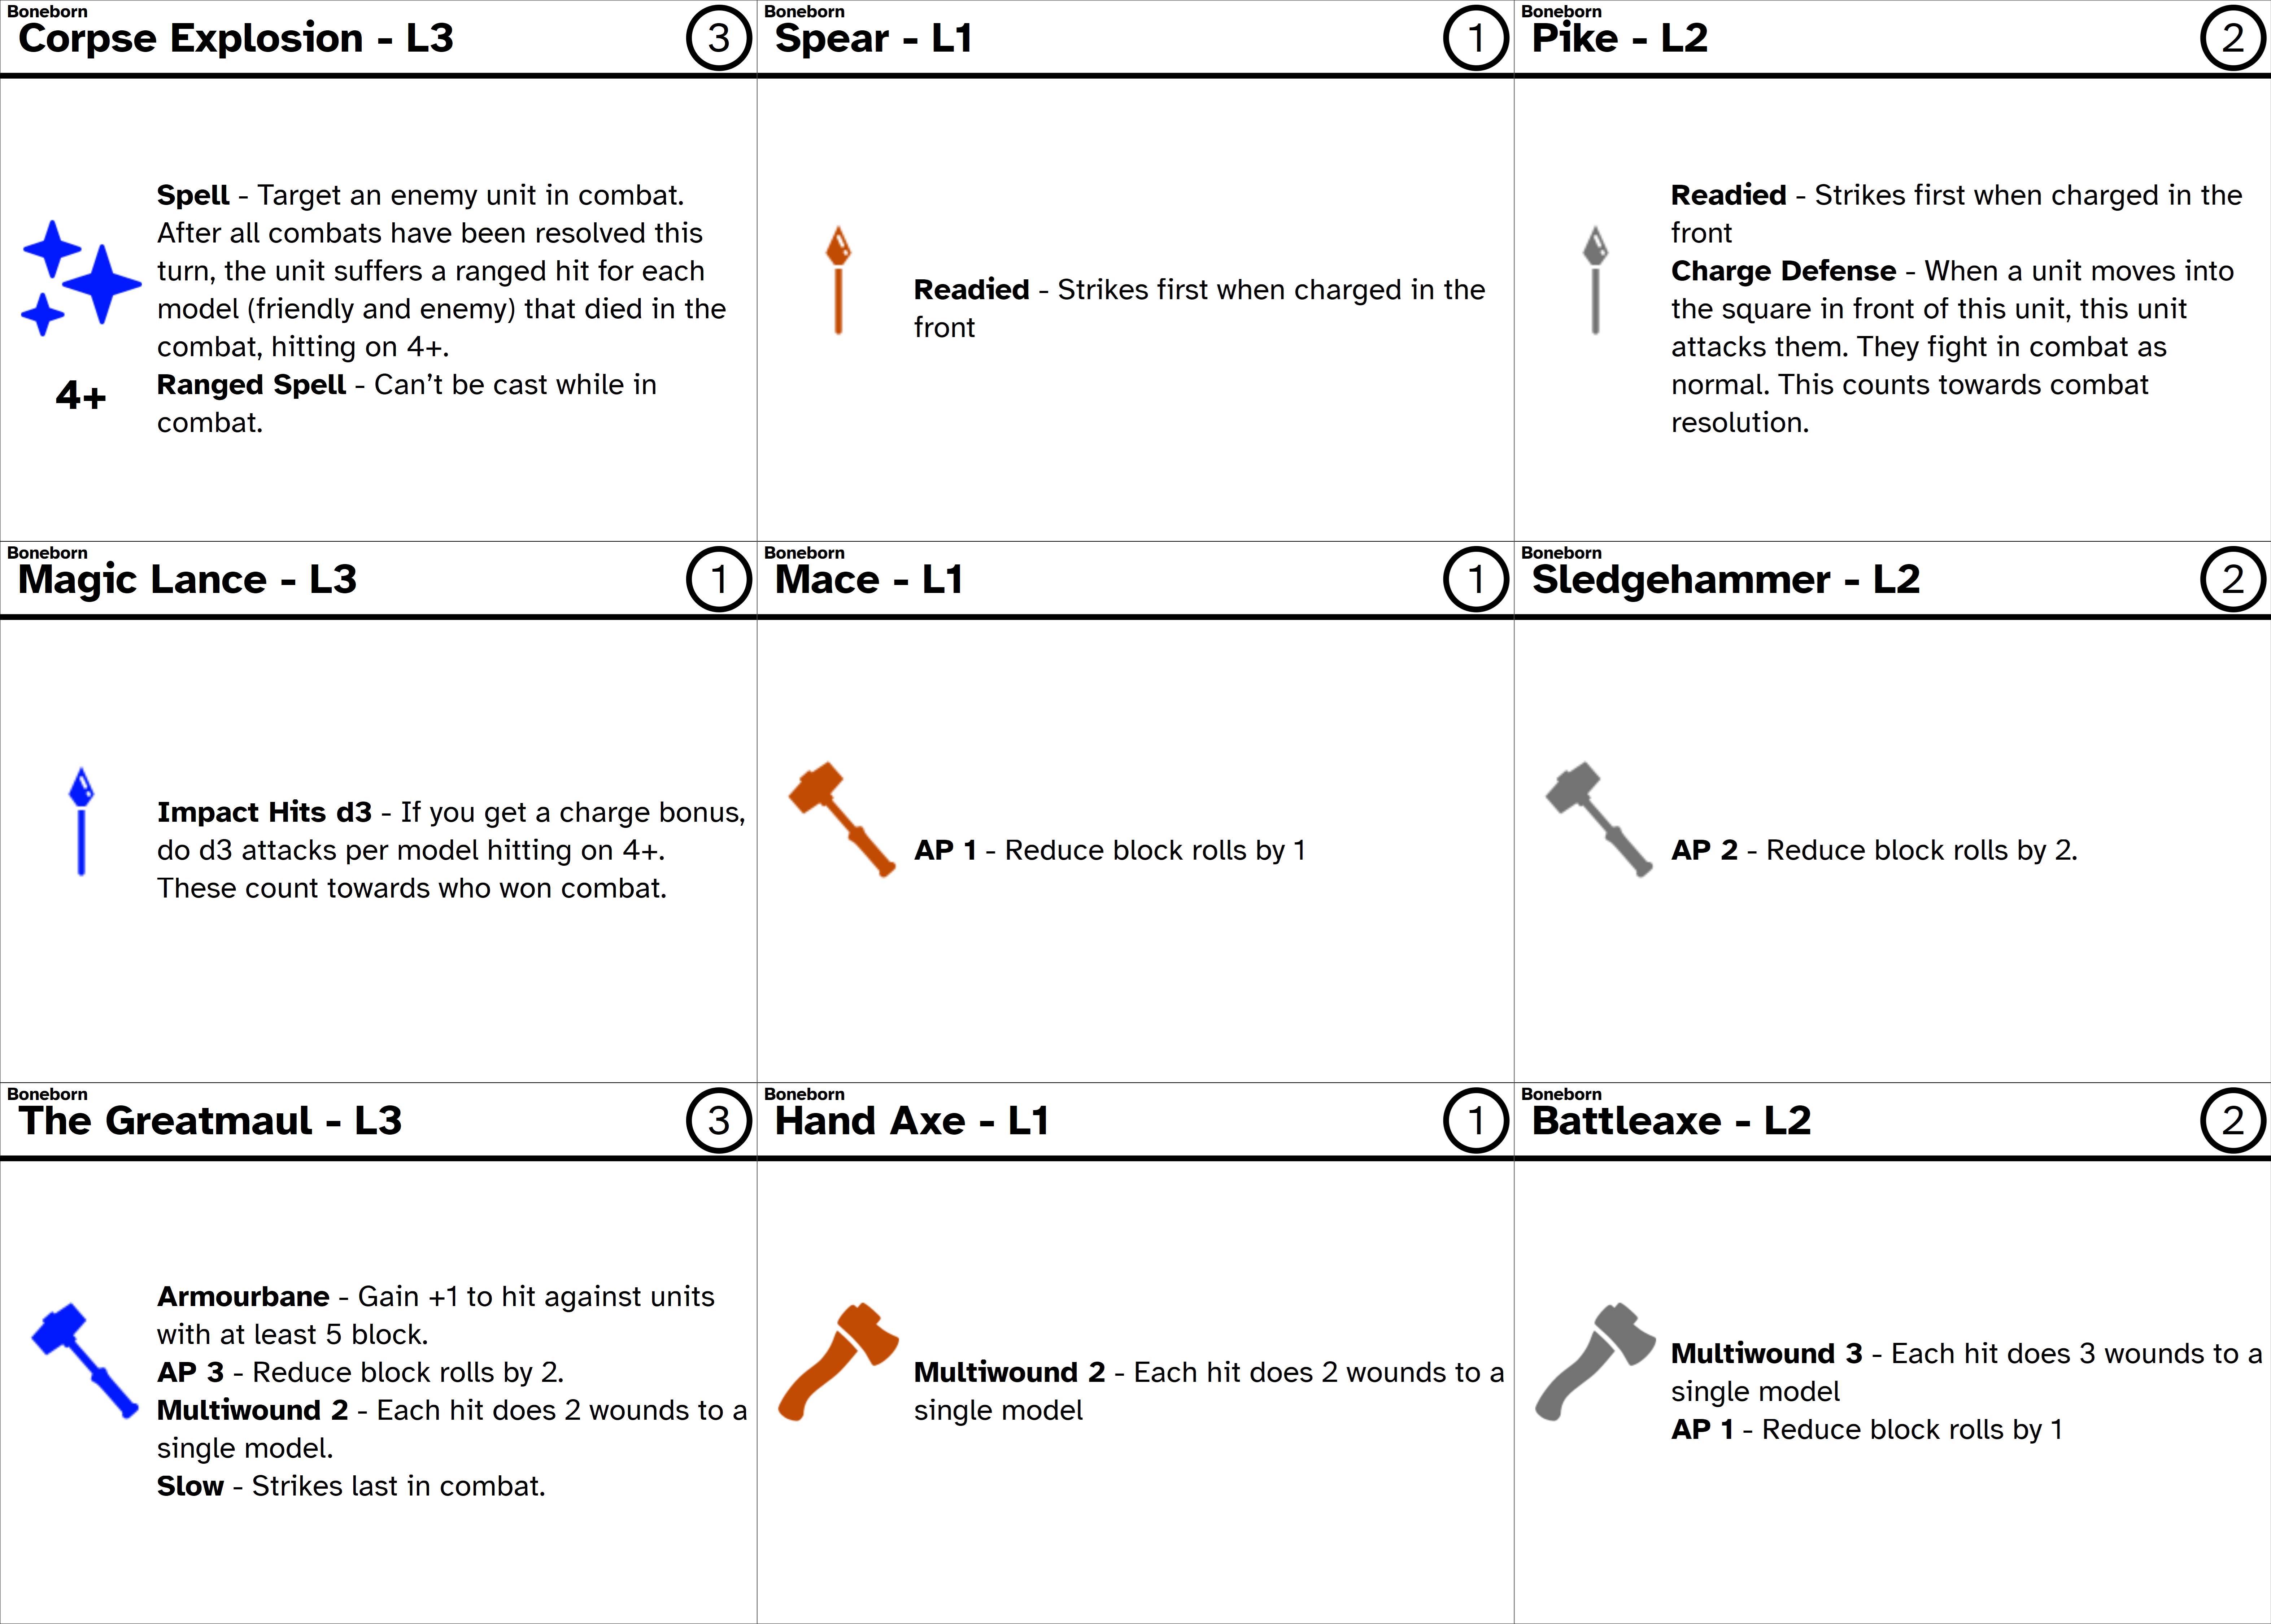 Boneborn
Corpse Explosion - L3
3
Spell - Target an enemy unit in combat.
After all combats have been resolved this
turn, the unit suffers a ranged hit for each
model (friendly and enemy) that died in the
combat, hitting on 4+.
Ranged Spell - Can't be cast while in
combat.
4+
Boneborn
Spear - L1
1
Readied - Strikes first when charged in the
front
Boneborn
Pike - L2
2
Readied - Strikes first when charged in the
front
Charge Defense - When a unit moves into
the square in front of this unit, this unit
attacks them. They fight in combat as
normal. This counts towards combat
resolution.
Boneborn
Magic Lance - L3
1
Impact Hits d3 - If you get a charge bonus,
do d3 attacks per model hitting on 4+.
These count towards who won combat.
Boneborn
Mace - L1
1
AP 1 - Reduce block rolls by 1
Boneborn
Sledgehammer - L2
2
AP 2 - Reduce block rolls by 2.
Boneborn
The Greatmaul - L3
3
Armourbane - Gain +1 to hit against units
with at least 5 block.
AP 3 - Reduce block rolls by 2.
Multiwound 2 - Each hit does 2 wounds to a
single model.
Slow - Strikes last in combat.
Boneborn
Hand Axe - L1
1
Multiwound 2 - Each hit does 2 wounds to a
single model
Boneborn
Battleaxe - L2
2
Multiwound 3 - Each hit does 3 wounds to a
single model
AP 1 - Reduce block rolls by 1